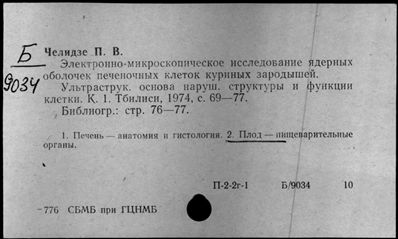 Б
9034
Челидзе П. В.
Электронно-микроскопическое исследование ядерных
оболочек печеночных клеток куриных зародышей.
Ультраструк. основа наруш. структуры и функции
клетки. К. 1. Тбилиси, 1974, с. 69—77.
Библиогр.: стр. 76—77.
1. Печень—анатомия и гистология. 2. Плод—пищеварительные
органы.
П-2-2г-1 Б/9034 10
-776 СБМБ при ГЦНМБ